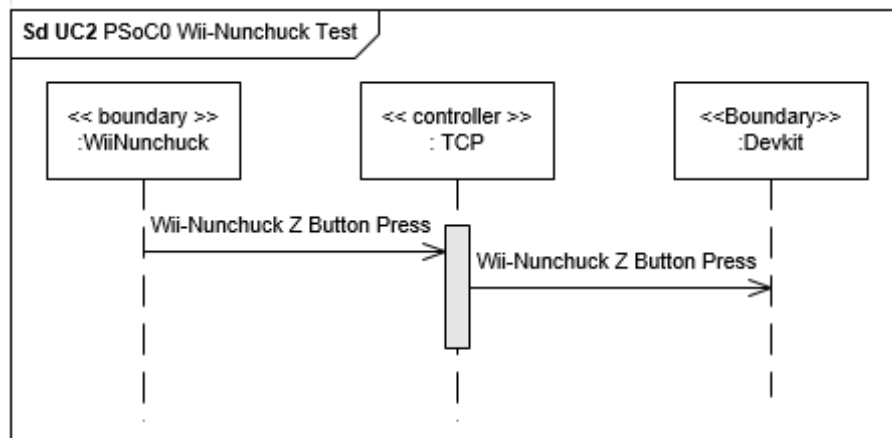 Sd UC2 PSoC0 Wii-Nunchuck Test
<< boundary >>
:WiiNunchuck
<< controller >>
: TCP
<<Boundary>>
:Devkit
Wii-Nunchuck Z Button Press
Wii-Nunchuck Z Button Press